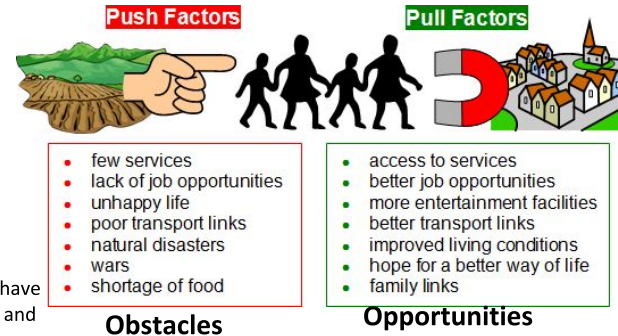 Push Factors
Pull Factors
few services
lack of job opportunities
unhappy life
poor transport links
natural disasters
wars
shortage of food
access to services
better job opportunities
more entertainment facilities
better transport links
improved living conditions
hope for a better way of life
family links
have
and
Obstacles
Opportunities